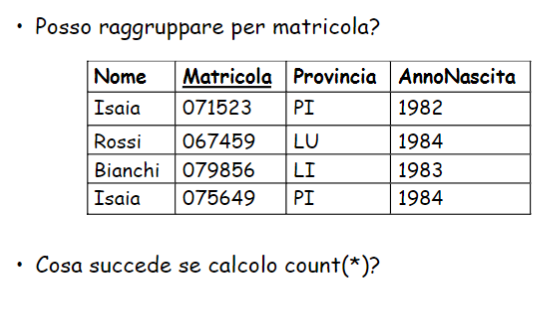 • Posso raggruppare per matricola?
Nome Matricola Provincia AnnoNascita
Isaia 071523 PI 1982
Rossi 067459 LU 1984
Bianchi 079856 LI 1983
Isaia 075649 PI 1984
• Cosa succede se calcolo count(*)?